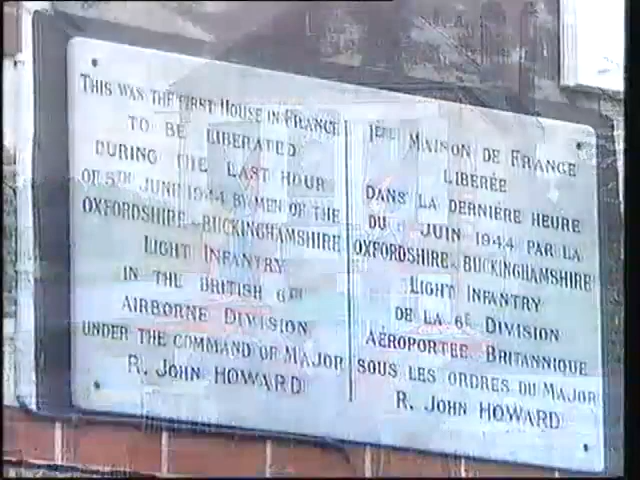 THIS WAS THE FIRST HOUSE IN FRANCE
TO BE LIBERATED
DURING THE LAST HOUR
OF 5TH JUNE 1944 BY MEN OF THE
OXFORDSHIRE & BUCKINGHAMSHIRE
LIGHT INFANTRY
IN THE BRITISH 6TH
AIRBORNE DIVISION
UNDER THE COMMAND OF MAJOR
R. JOHN HOWARD
1ÈRE MAISON DE FRANCE
LIBERÉE
DANS LA DERNIÈRE HEURE
DU JUIN 1944 PAR LA
OXFORDSHIRE & BUCKINGHAMSHIRE
LIGHT INFANTRY
DE LA 6E DIVISION
AÉROPORTÉE BRITANNIQUE
SOUS LES ORDRES DU MAJOR
R. JOHN HOWARD